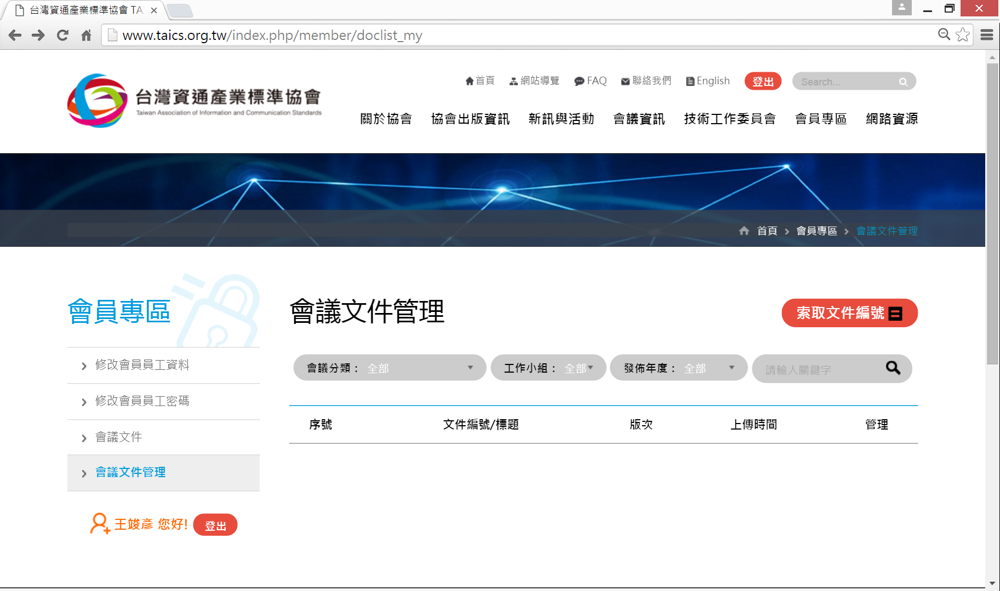 台灣資通產業標準協會 TA
www.taics.org.tw/index.php/member/doclist_my
首頁 網站導覽 FAQ 聯絡我們 English 登出 Search...
台灣資通產業標準協會
Taiwan Association of Information and Communication Standards
關於協會 協會出版資訊 新訊與活動 會議資訊 技術工作委員會 會員專區 網路資源
首頁 > 會員專區 > 會議文件管理
會員專區
修改會員員工資料
修改會員員工密碼
會議文件
會議文件管理
王竣彥 您好! 登出
會議文件管理
索取文件編號
會議分類： 全部 工作小組： 全部 發佈年度： 全部 請輸入關鍵字
序號 文件編號/標題 版次 上傳時間 管理